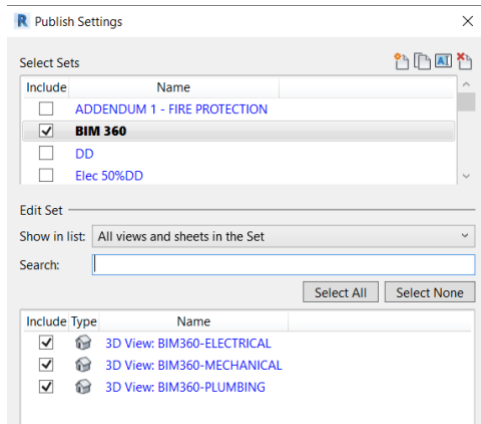 R Publish Settings
Select Sets
Include Name
ADDENDUM 1 - FIRE PROTECTION
BIM 360
DD
Elec 50%DD
Edit Set
Show in list: All views and sheets in the Set
Search:
Select All Select None
Include Type Name
3D View: BIM360-ELECTRICAL
3D View: BIM360-MECHANICAL
3D View: BIM360-PLUMBING